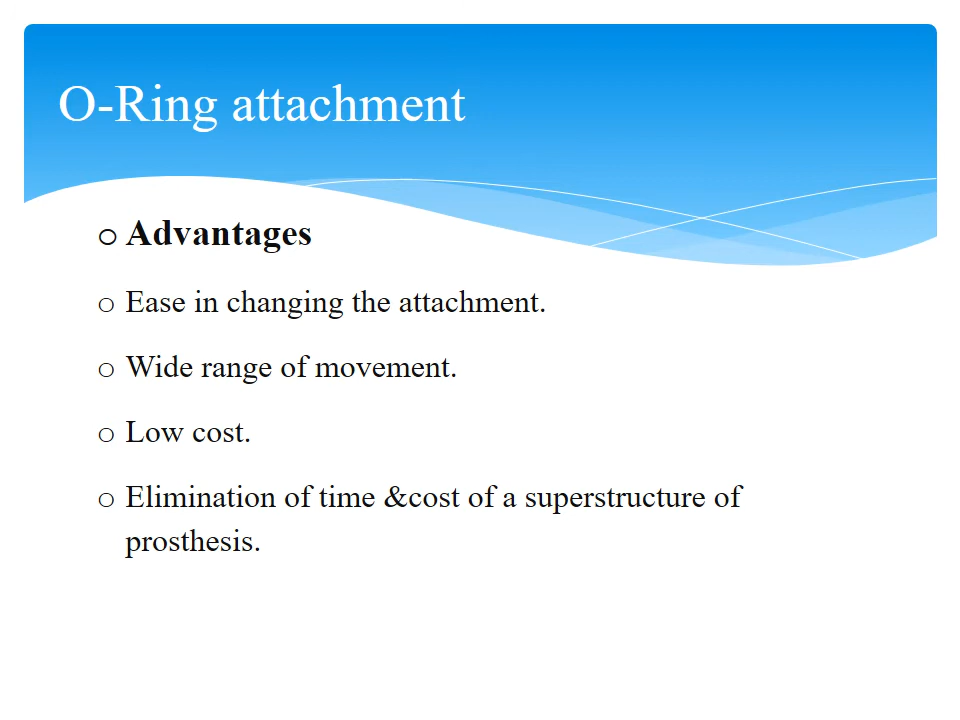 O-Ring attachment
o Advantages
o Ease in changing the attachment.
o Wide range of movement.
o Low cost.
o Elimination of time &cost of a superstructure of
prosthesis.